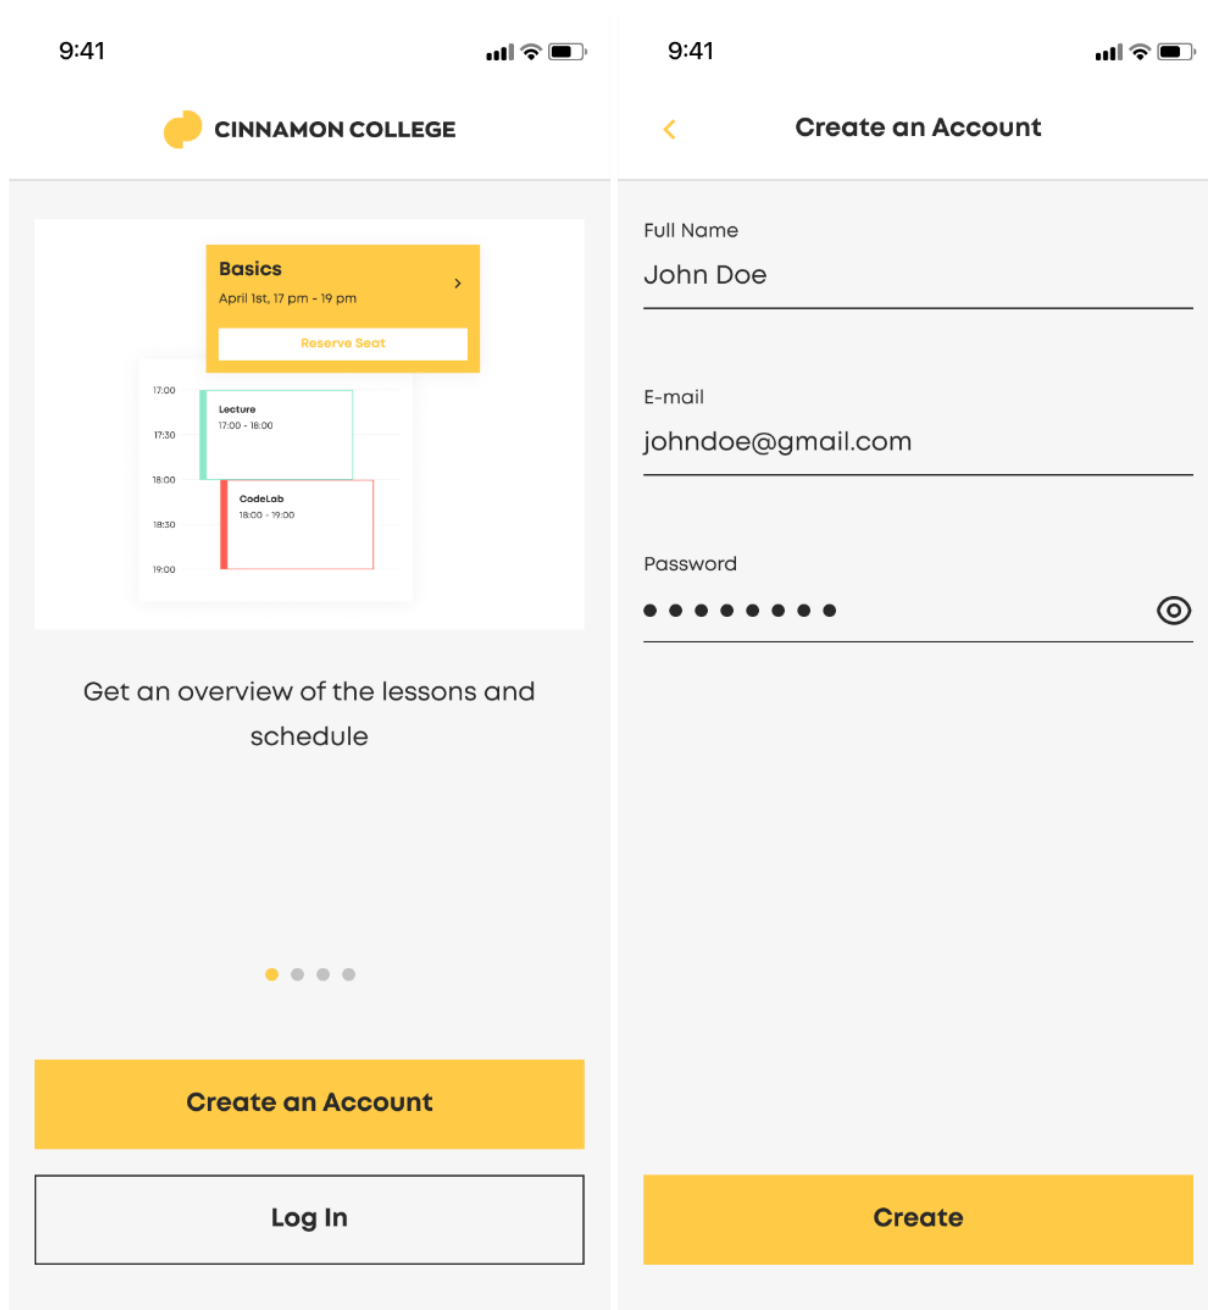 9:41
CINNAMON COLLEGE
Basics
April 1st, 17 pm - 19 pm
Reserve Seat
17:00
Lecture
17:00 - 18:00
17:30
18:00
CodeLab
18:00 - 19:00
18:30
19:00
Get an overview of the lessons and
schedule
Create an Account
Log In
9:41
Create an Account
Full Name
John Doe
E-mail
johndoe@gmail.com
Password
Create